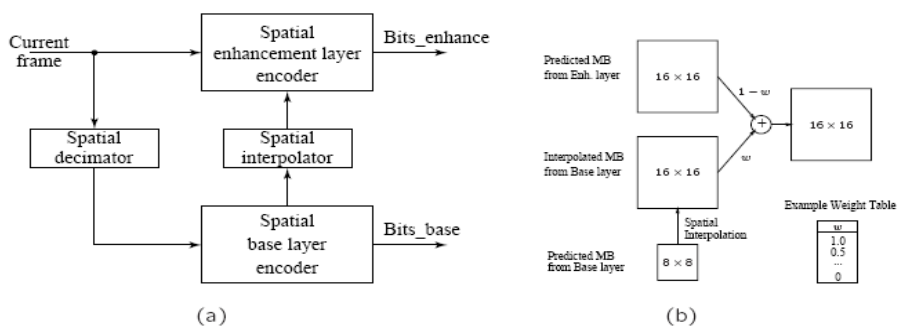 Current
frame
Spatial
enhancement layer
encoder
Bits_enhance
Spatial
decimator
Spatial
interpolator
Spatial
base layer
encoder
Bits_base
(a)
Predicted MB
from Enh. layer
16 × 16
1 − w
+
16 × 16
Interpolated MB
from Base layer
16 × 16
w
Spatial
Interpolation
Predicted MB
from Base layer
8 × 8
Example Weight Table
w
1.0
0.5
...
0
(b)